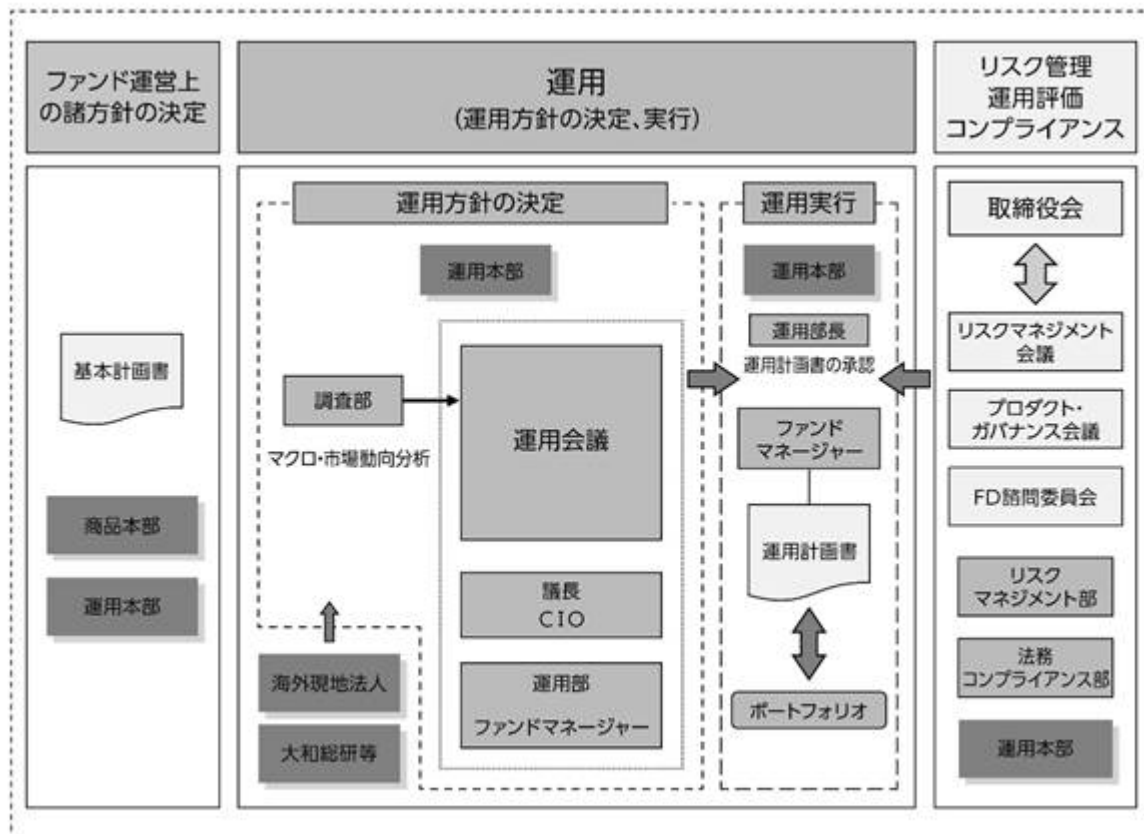 ファンド運営上
の諸方針の決定
運用
(運用方針の決定、実行)
リスク管理
運用評価
コンプライアンス
基本計画書
商品本部
運用本部
運用方針の決定
運用本部
調査部
マクロ・市場動向分析
運用会議
議長
CIO
運用部
ファンドマネージャー
海外現地法人
大和総研等
運用実行
運用本部
運用部長
運用計画書の承認
ファンド
マネージャー
運用計画書
ポートフォリオ
取締役会
リスクマネジメント
会議
プロダクト・
ガバナンス会議
FD諮問委員会
リスク
マネジメント部
法務
コンプライアンス部
運用本部